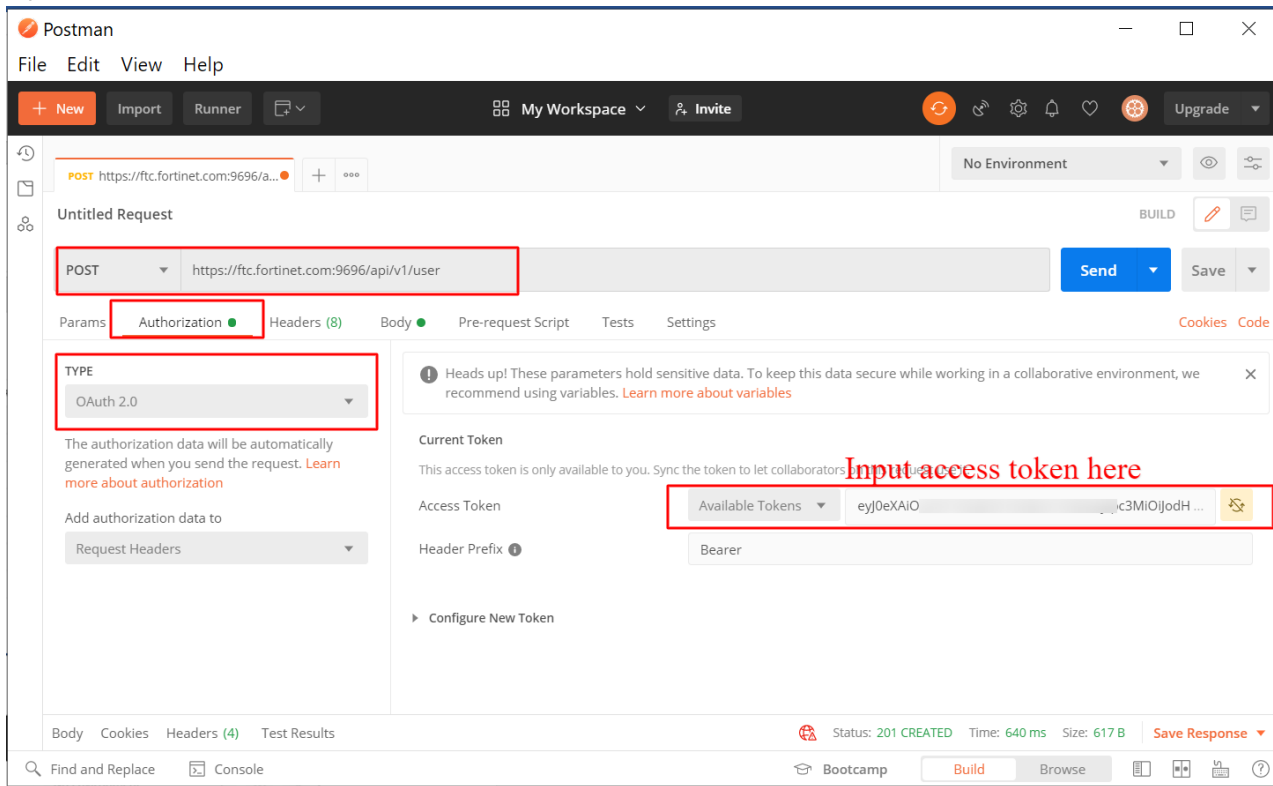 Postman
File Edit View Help
+ New Import Runner My Workspace Invite Upgrade
POST https://ftc.fortinet.com:9696/a... No Environment
Untitled Request BUILD
POST https://ftc.fortinet.com:9696/api/v1/user Send Save
Params Authorization Headers (8) Body Pre-request Script Tests Settings Cookies Code
TYPE
OAuth 2.0
The authorization data will be automatically
generated when you send the request. Learn
more about authorization
Add authorization data to
Request Headers
Heads up! These parameters hold sensitive data. To keep this data secure while working in a collaborative environment, we
recommend using variables. Learn more about variables
Current Token
This access token is only available to you. Sync the token to let collaborators on this request use it.
Input access token here
Access Token Available Tokens eyJ0eXAiO pc3MiOiJodH ...
Header Prefix Bearer
Configure New Token
Body Cookies Headers (4) Test Results Status: 201 CREATED Time: 640 ms Size: 617 B Save Response
Find and Replace Console Bootcamp Build Browse